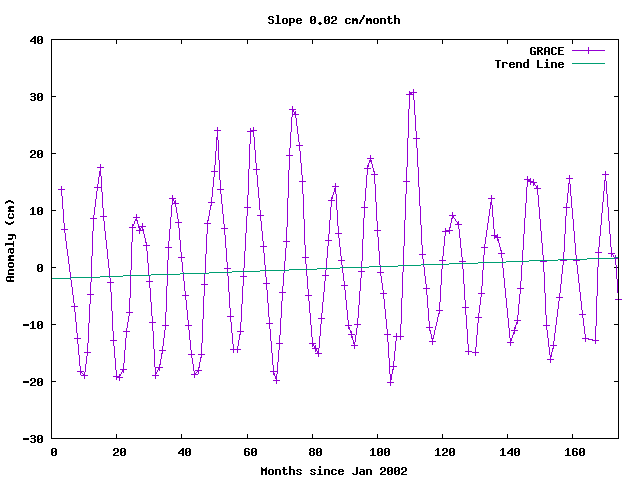 Slope 0.02 cm/month
GRACE
Trend Line
Anomaly (cm)
40
30
20
10
0
-10
-20
-30
0 20 40 60 80 100 120 140 160
Months since Jan 2002